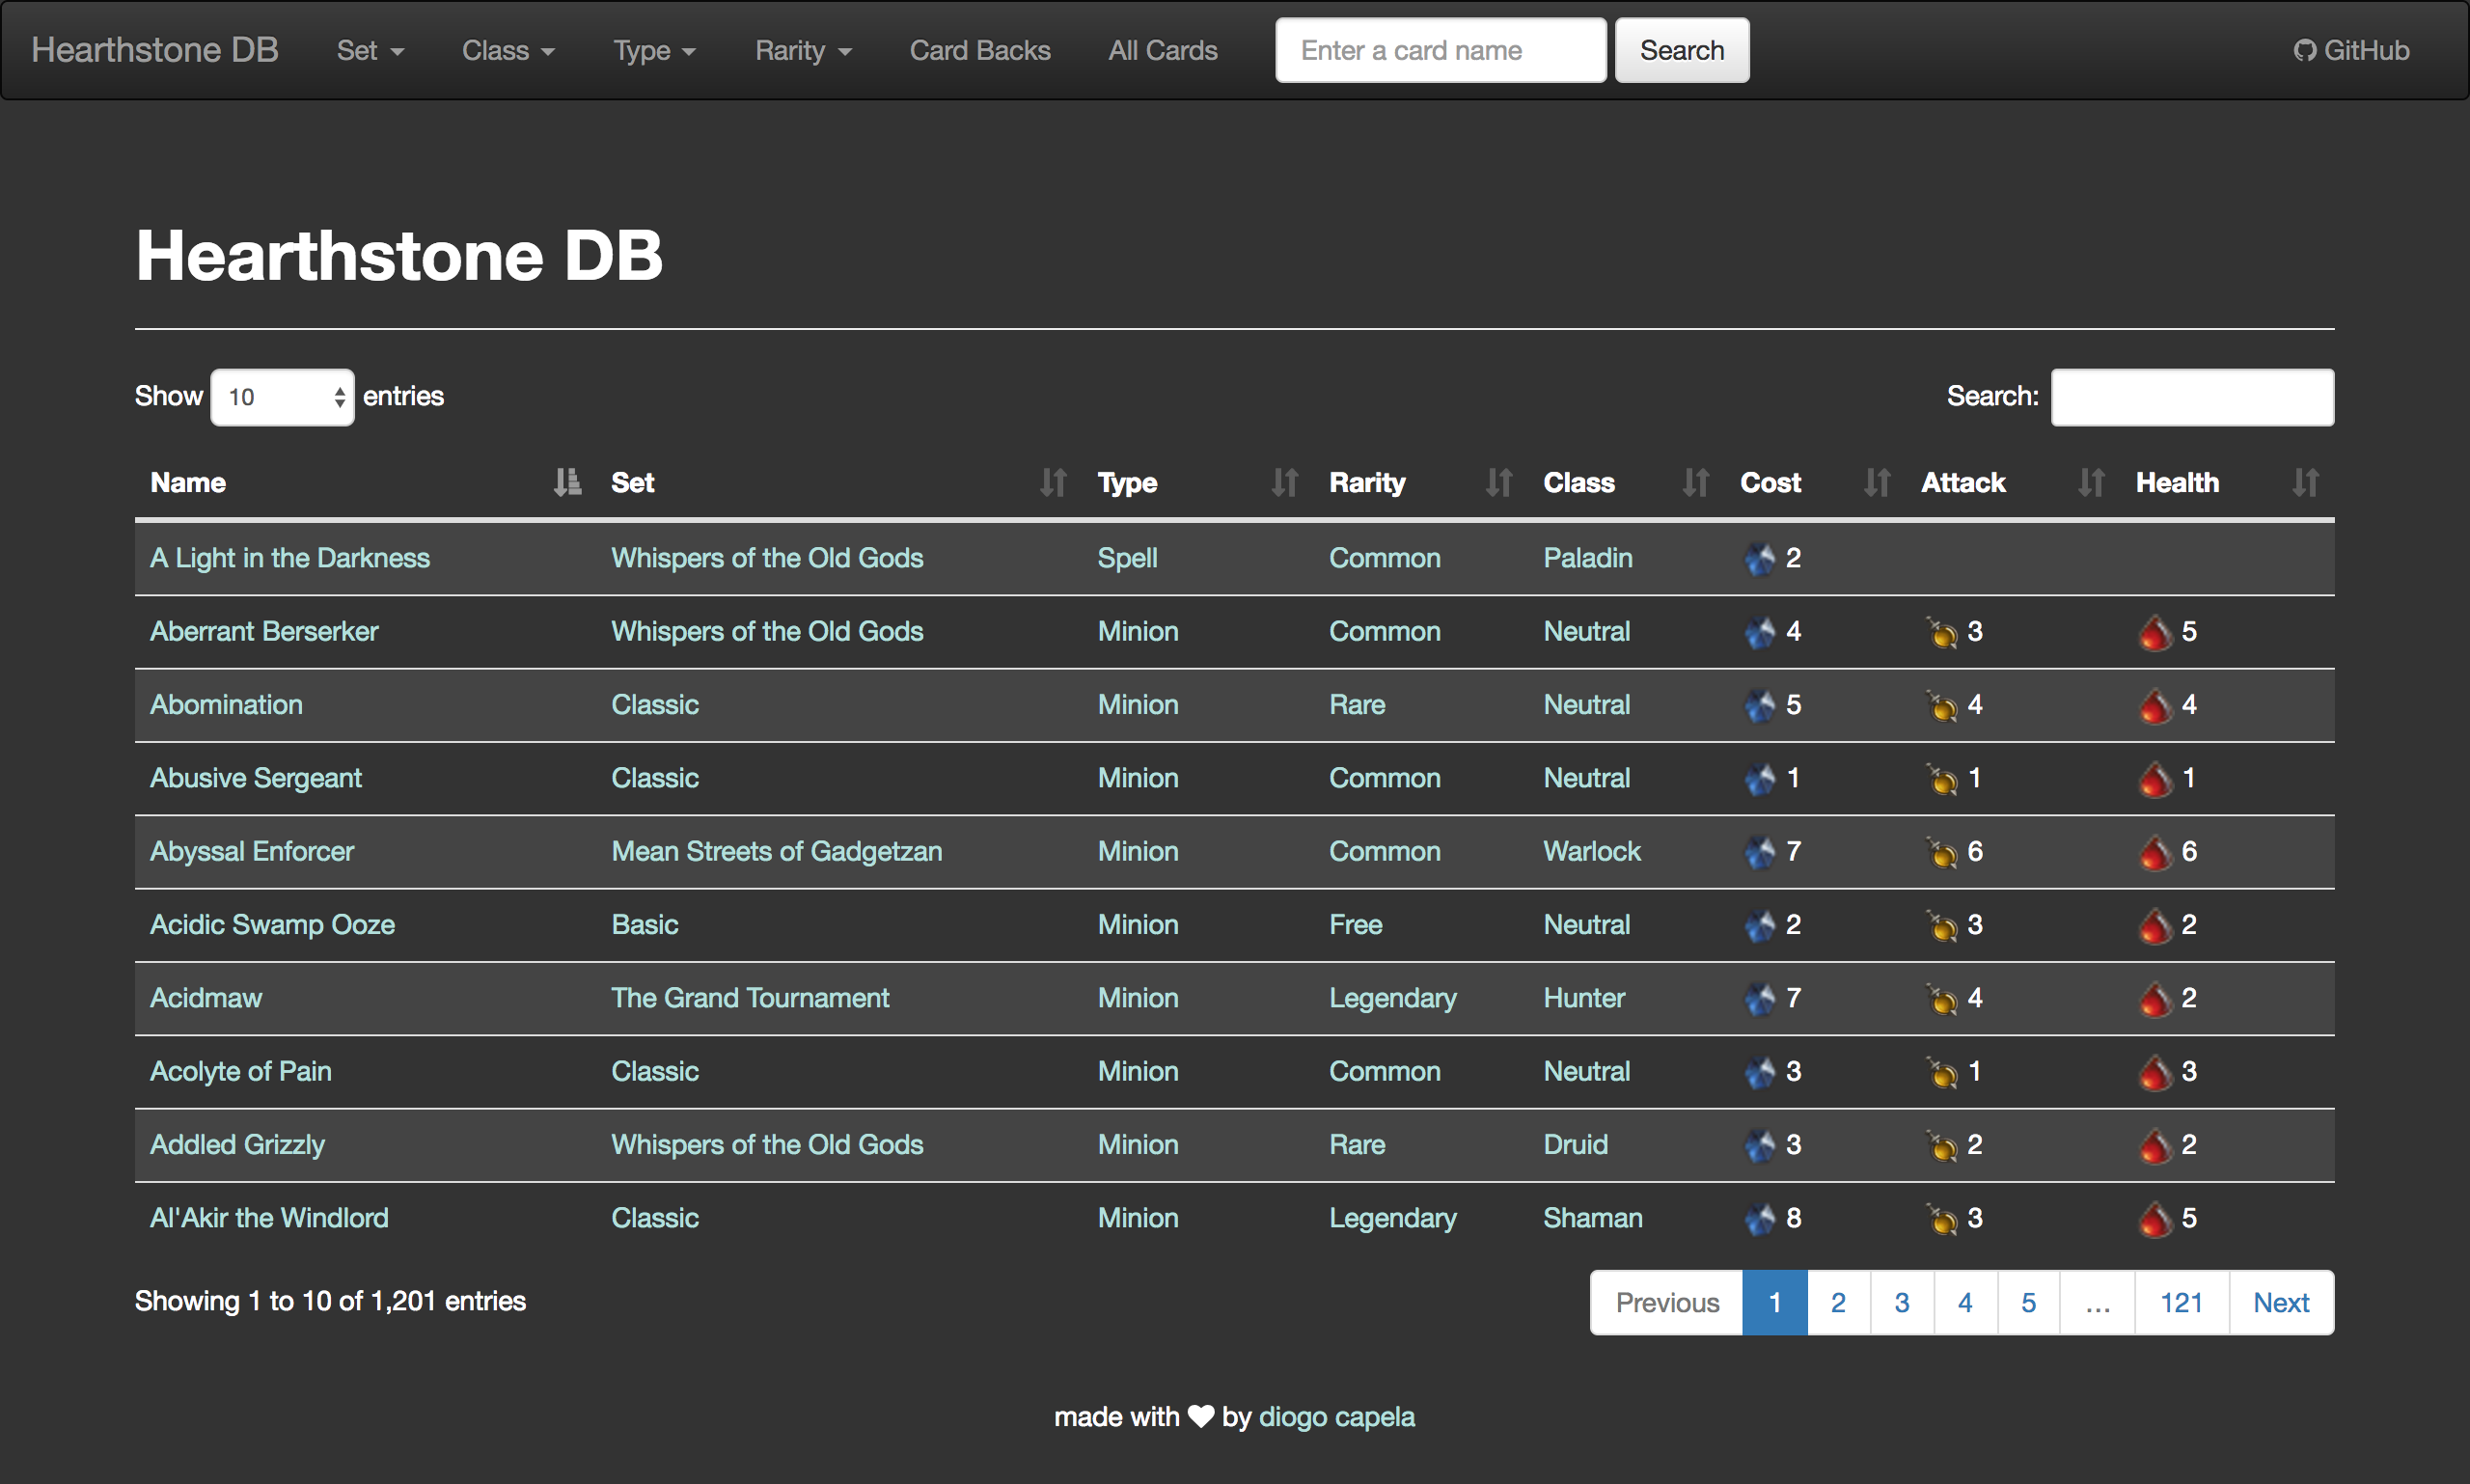 Hearthstone DB Set Class Type Rarity Card Backs All Cards Enter a card name Search GitHub
Hearthstone DB
Show 10 entries Search:
Name Set Type Rarity Class Cost Attack Health
A Light in the Darkness Whispers of the Old Gods Spell Common Paladin 2
Aberrant Berserker Whispers of the Old Gods Minion Common Neutral 4 3 5
Abomination Classic Minion Rare Neutral 5 4 4
Abusive Sergeant Classic Minion Common Neutral 1 1 1
Abyssal Enforcer Mean Streets of Gadgetzan Minion Common Warlock 7 6 6
Acidic Swamp Ooze Basic Minion Free Neutral 2 3 2
Acidmaw The Grand Tournament Minion Legendary Hunter 7 4 2
Acolyte of Pain Classic Minion Common Neutral 3 1 3
Addled Grizzly Whispers of the Old Gods Minion Rare Druid 3 2 2
Al'Akir the Windlord Classic Minion Legendary Shaman 8 3 5
Showing 1 to 10 of 1,201 entries Previous 1 2 3 4 5 … 121 Next
made with ♥ by diogo capela